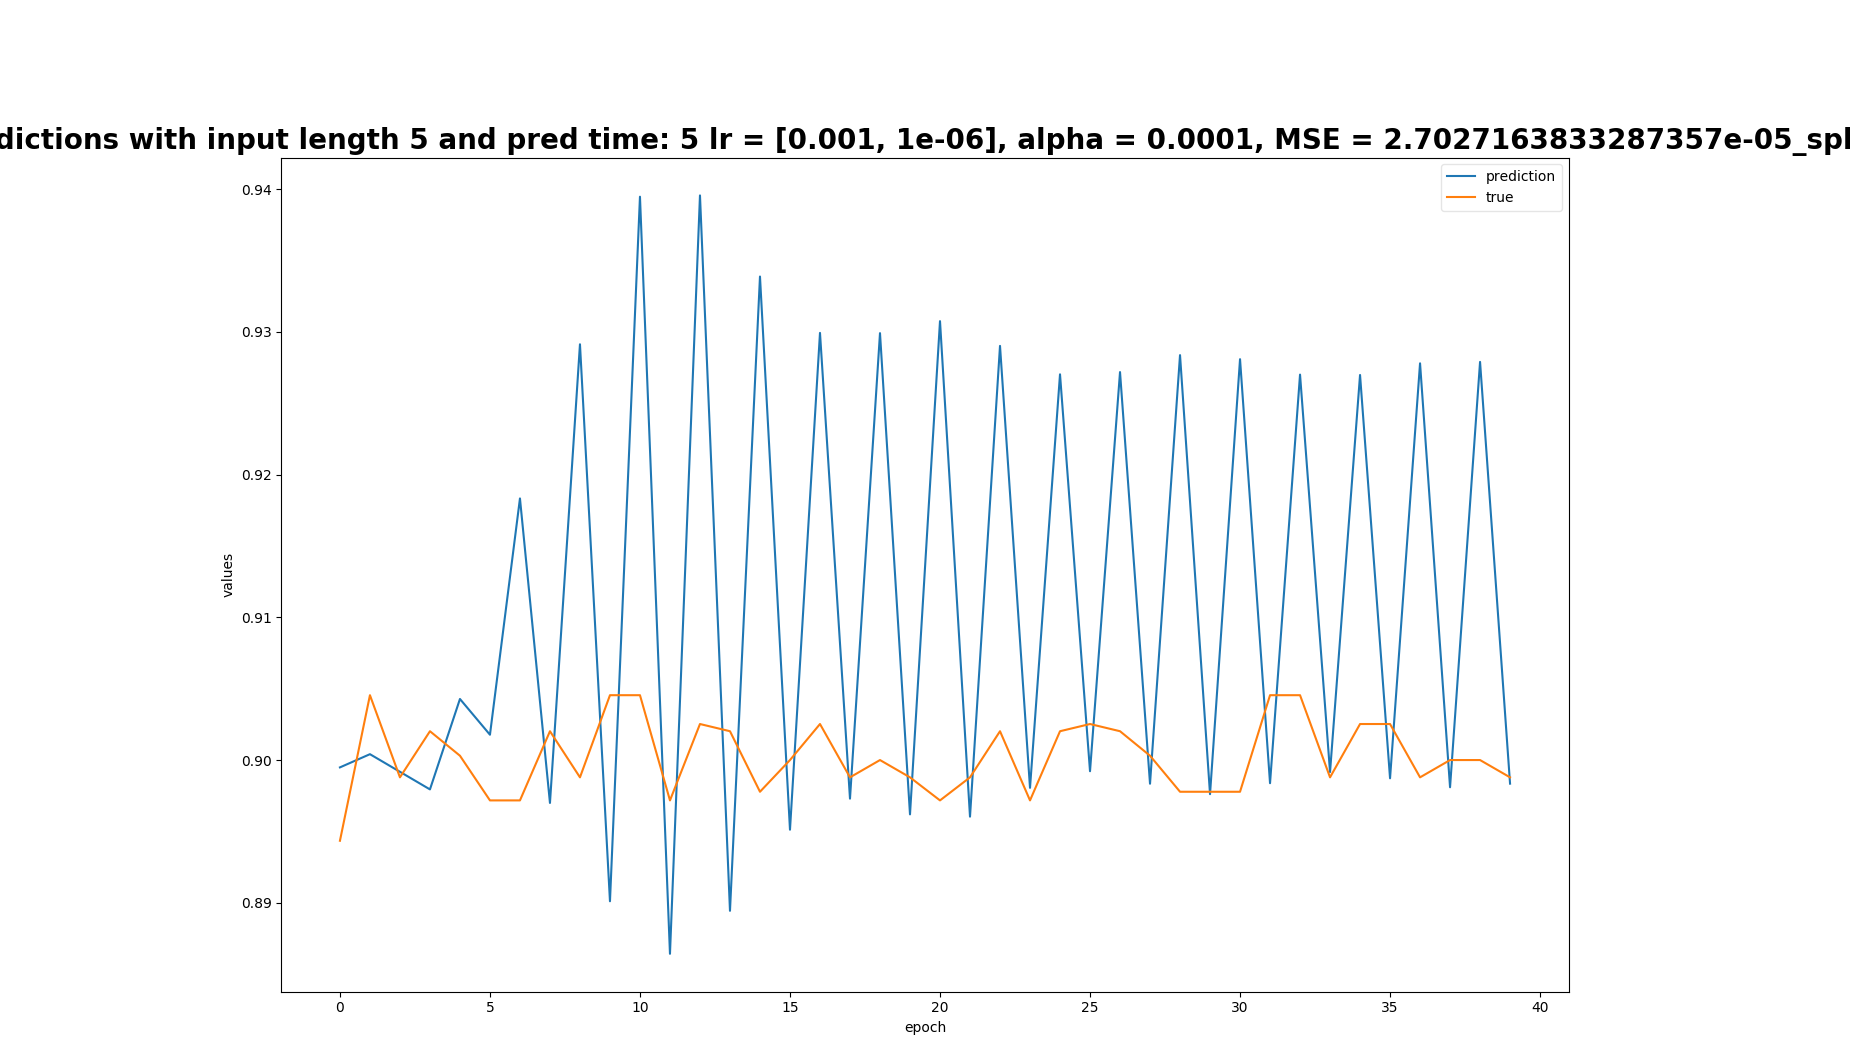 dictions with input length 5 and pred time: 5 lr = [0.001, 1e-06], alpha = 0.0001, MSE = 2.7027163833287357e-05_spl
prediction
true
0.94
0.93
0.92
0.91
0.90
0.89
values
0 5 10 15 20 25 30 35 40
epoch